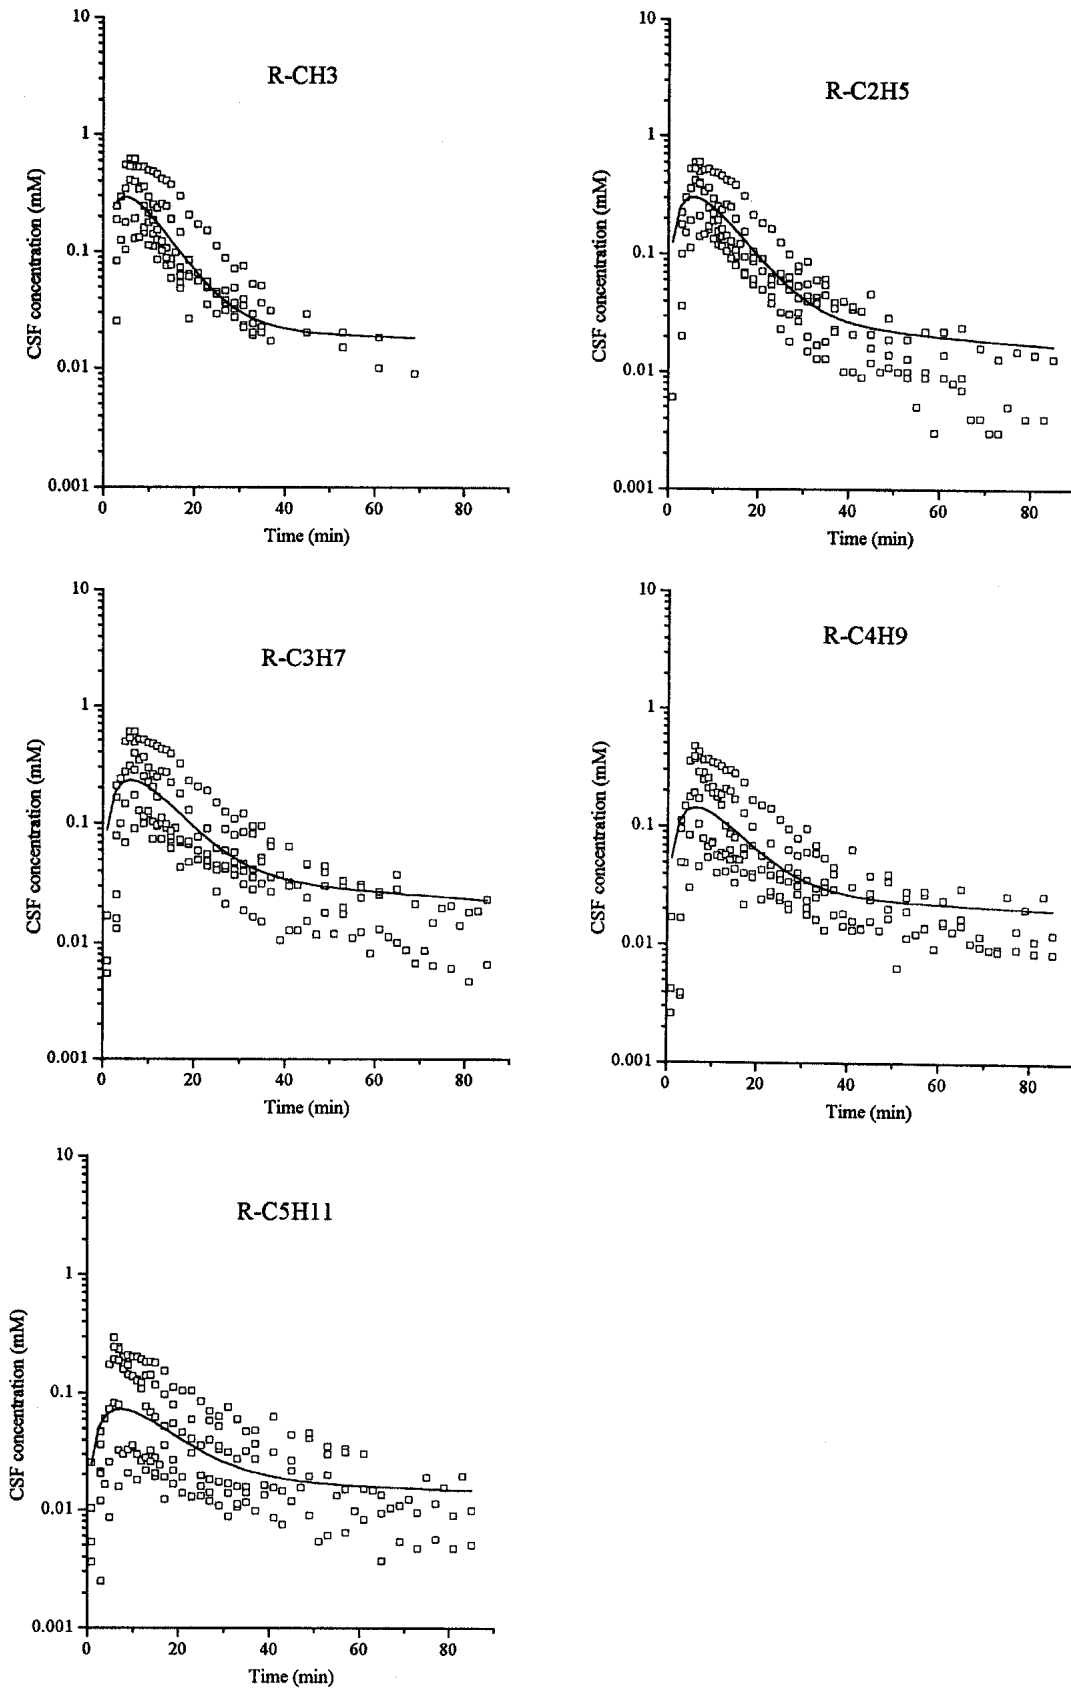 10
1
0.1
0.01
0.001
CSF concentration (mM)
R-CH3
0 20 40 60 80
Time (min)
10
1
0.1
0.01
0.001
CSF concentration (mM)
R-C2H5
0 20 40 60 80
Time (min)
10
1
0.1
0.01
0.001
CSF concentration (mM)
R-C3H7
0 20 40 60 80
Time (min)
10
1
0.1
0.01
0.001
CSF concentration (mM)
R-C4H9
0 20 40 60 80
Time (min)
10
1
0.1
0.01
0.001
CSF concentration (mM)
R-C5H11
0 20 40 60 80
Time (min)